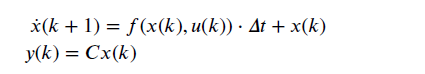 ẋ(k + 1) = f(x(k), u(k)) · Δt + x(k)
y(k) = Cx(k)